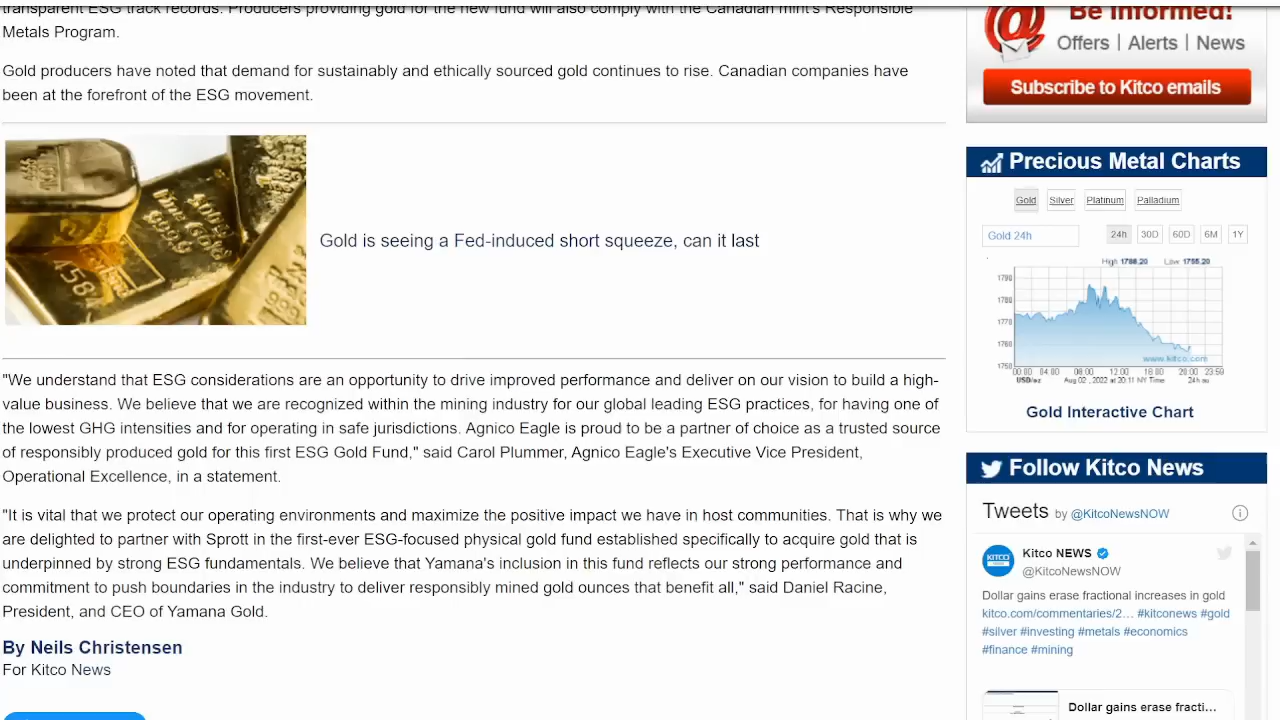 transparent ESG track records. Producers providing gold for the new fund will also comply with the Canadian mint's Responsible
Metals Program.
Gold producers have noted that demand for sustainably and ethically sourced gold continues to rise. Canadian companies have
been at the forefront of the ESG movement.
Gold is seeing a Fed-induced short squeeze, can it last
"We understand that ESG considerations are an opportunity to drive improved performance and deliver on our vision to build a high-
value business. We believe that we are recognized within the mining industry for our global leading ESG practices, for having one of
the lowest GHG intensities and for operating in safe jurisdictions. Agnico Eagle is proud to be a partner of choice as a trusted source
of responsibly produced gold for this first ESG Gold Fund," said Carol Plummer, Agnico Eagle's Executive Vice President,
Operational Excellence, in a statement.
"It is vital that we protect our operating environments and maximize the positive impact we have in host communities. That is why we
are delighted to partner with Sprott in the first-ever ESG-focused physical gold fund established specifically to acquire gold that is
underpinned by strong ESG fundamentals. We believe that Yamana's inclusion in this fund reflects our strong performance and
commitment to push boundaries in the industry to deliver responsibly mined gold ounces that benefit all," said Daniel Racine,
President, and CEO of Yamana Gold.
By Neils Christensen
For Kitco News
Be Informed!
Offers | Alerts | News
Subscribe to Kitco emails
Precious Metal Charts
Gold Silver Platinum Palladium
Gold 24h 24h 30D 60D 6M 1Y
High 1788.20 Low 1755.20
1790
1780
1770
1760
1750
www.kitco.com
00:00 04:00 08:00 12:00 16:00 20:00 23:59
USD/oz Aug 02, 2022 at 20:11 NY Time 24h au
Gold Interactive Chart
Follow Kitco News
Tweets by @KitcoNewsNOW
KITCO
Kitco NEWS
@KitcoNewsNOW
Dollar gains erase fractional increases in gold
kitco.com/commentaries/2… #kitconews #gold
#silver #investing #metals #economics
#finance #mining
Dollar gains erase fracti...